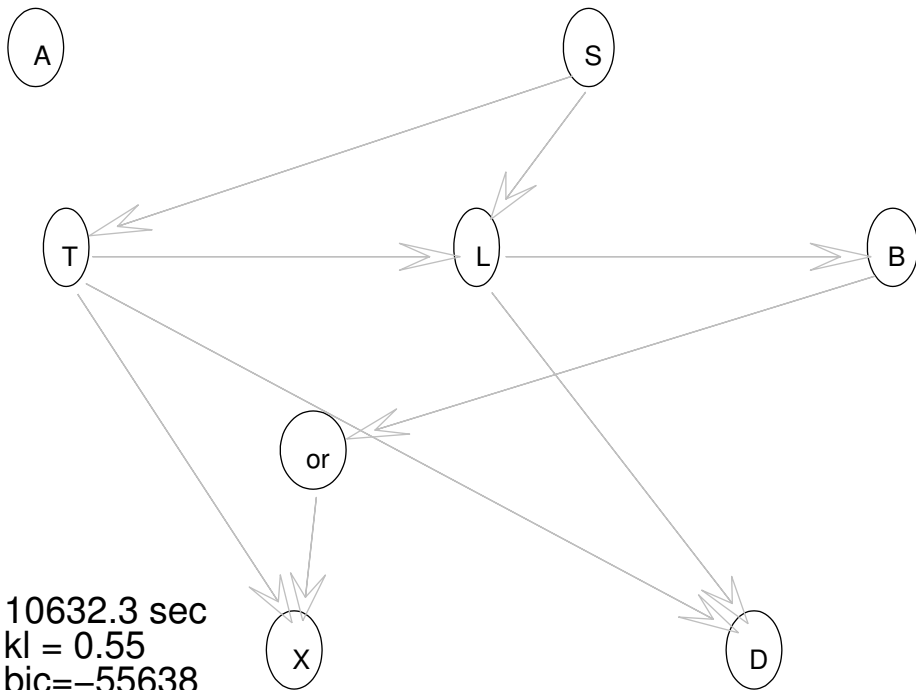 A
S
T
L
B
or
X
D
10632.3 sec
kl = 0.55
bic=−55638